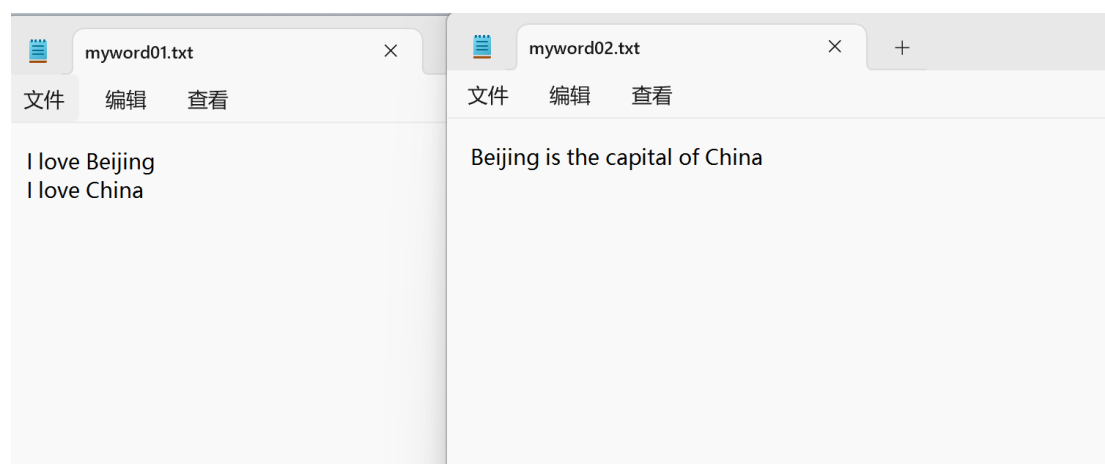 myword01.txt
文件 编辑 查看
I love Beijing
I love China
myword02.txt
文件 编辑 查看
Beijing is the capital of China